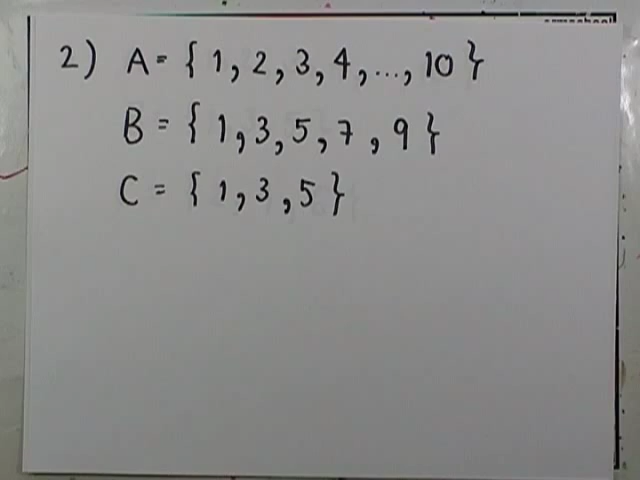 2) A = { 1, 2, 3, 4, ..., 10 }
B = { 1, 3, 5, 7, 9 }
C = { 1, 3, 5 }